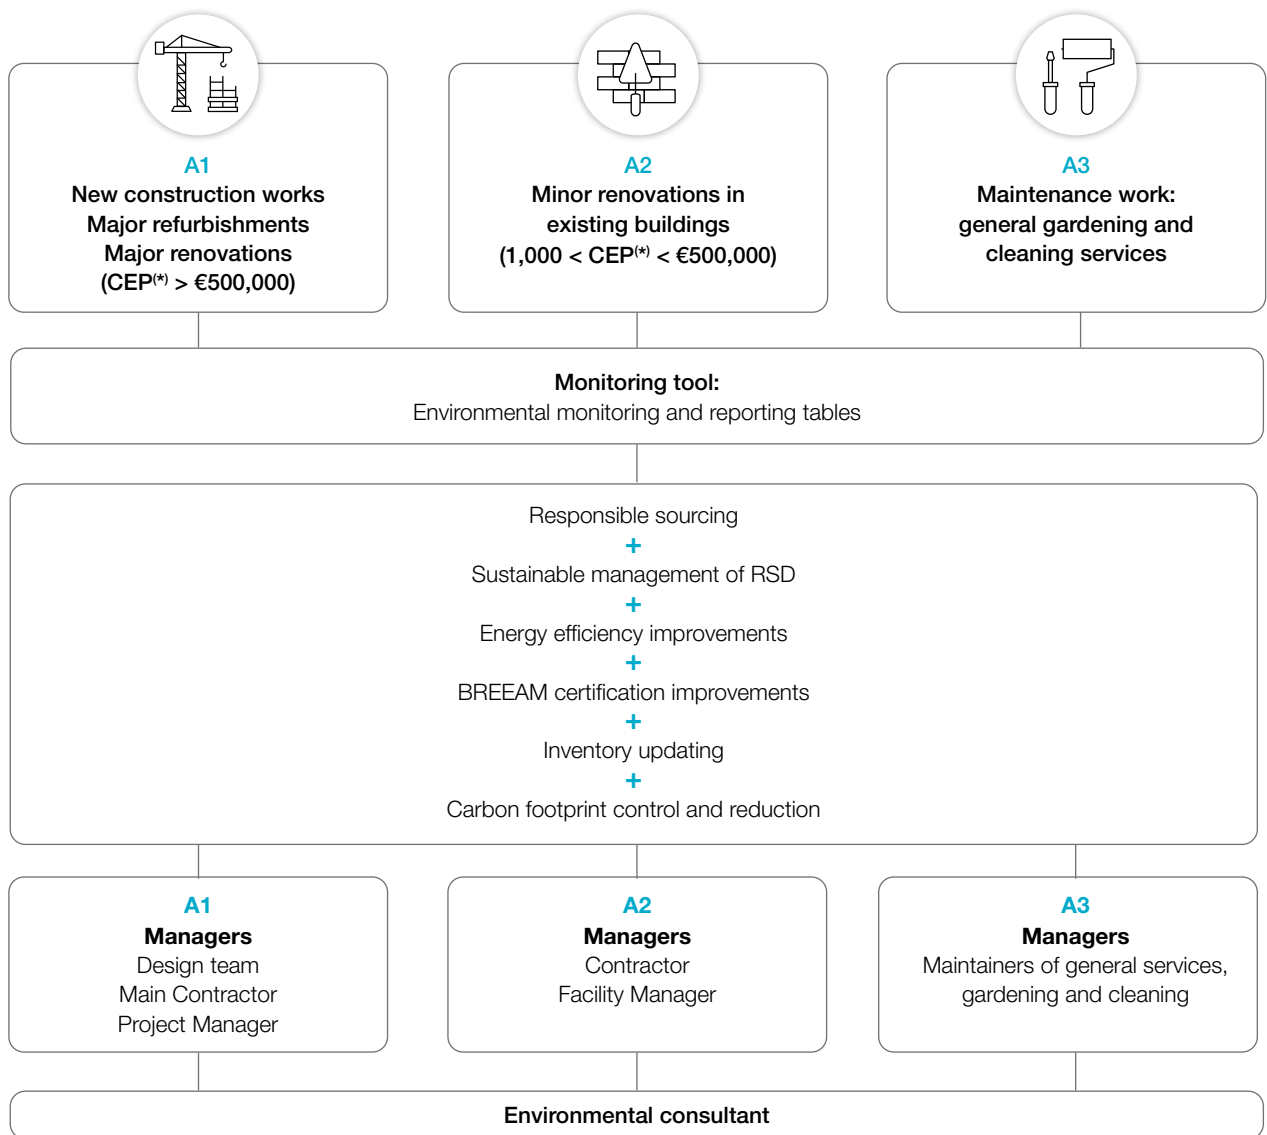 A1
New construction works
Major refurbishments
Major renovations
(CEP(*) > €500,000)
A2
Minor renovations in
existing buildings
(1,000 < CEP(*) < €500,000)
A3
Maintenance work:
general gardening and
cleaning services
Monitoring tool:
Environmental monitoring and reporting tables
Responsible sourcing
+
Sustainable management of RSD
+
Energy efficiency improvements
+
BREEAM certification improvements
+
Inventory updating
+
Carbon footprint control and reduction
A1
Managers
Design team
Main Contractor
Project Manager
A2
Managers
Contractor
Facility Manager
A3
Managers
Maintainers of general services,
gardening and cleaning
Environmental consultant